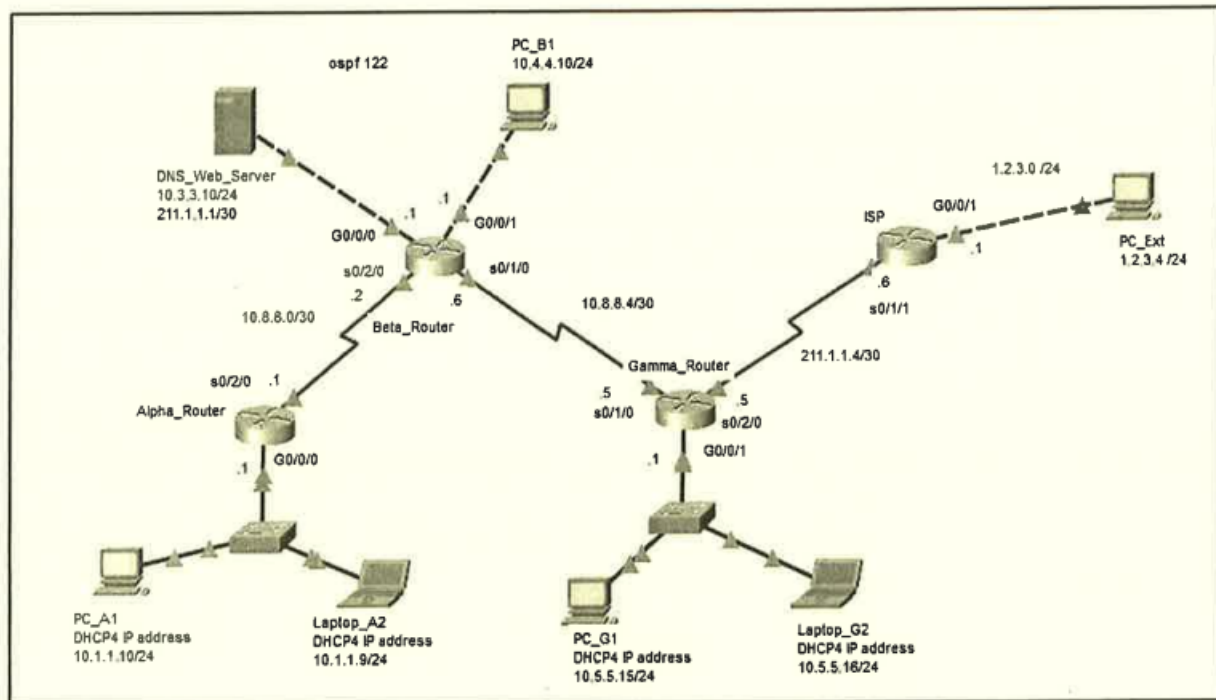 ospf 122
PC_B1
10.4.4.10/24
DNS_Web_Server
10.3.3.10/24
211.1.1.1/30
.1
.1
G0/0/0
G0/0/1
s0/2/0
.2
s0/1/0
.6
Beta_Router
10.8.8.0/30
10.8.8.4/30
1.2.3.0 /24
ISP
G0/0/1
.1
PC_Ext
1.2.3.4 /24
.6
s0/1/1
211.1.1.4/30
Gamma_Router
.5
s0/1/0
.5
s0/2/0
.1
G0/0/1
s0/2/0
.1
Alpha_Router
.1
G0/0/0
PC_A1
DHCP4 IP address
10.1.1.10/24
Laptop_A2
DHCP4 IP address
10.1.1.9/24
PC_G1
DHCP4 IP address
10.5.5.15/24
Laptop_G2
DHCP4 IP address
10.5.5.16/24